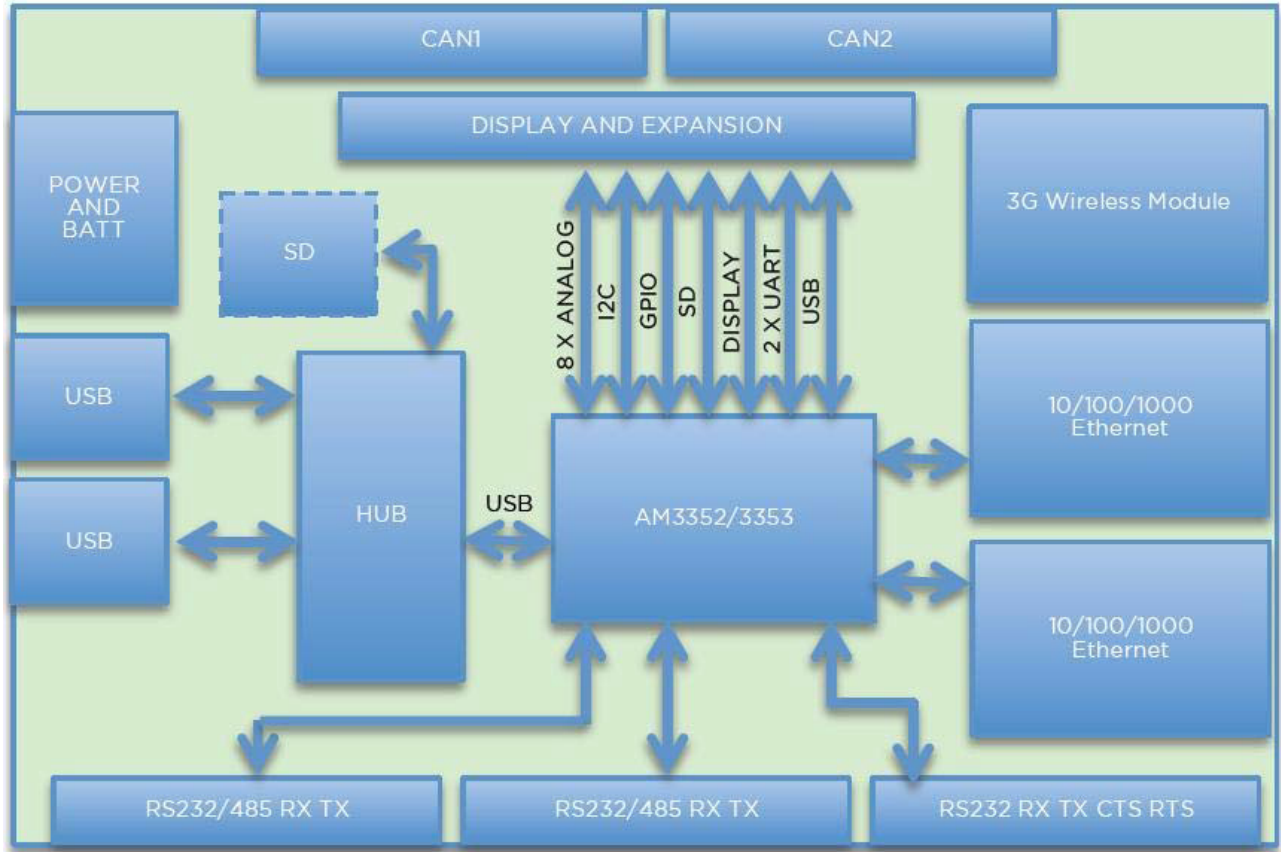 CAN1
CAN2
DISPLAY AND EXPANSION
POWER
AND
BATT
3G Wireless Module
SD
8 X ANALOG
I2C
GPIO
SD
DISPLAY
2 X UART
USB
USB
10/100/1000
Ethernet
HUB
USB
AM3352/3353
USB
10/100/1000
Ethernet
RS232/485 RX TX
RS232/485 RX TX
RS232 RX TX CTS RTS